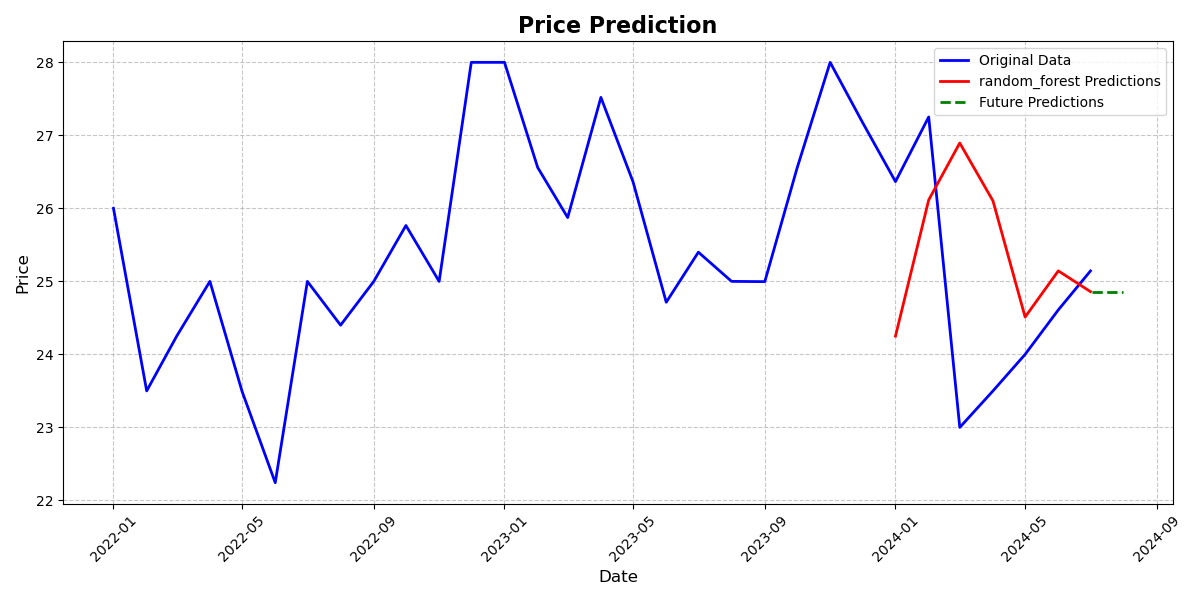 Price Prediction
Original Data
random_forest Predictions
Future Predictions
Price
28
27
26
25
24
23
22
2022-01
2022-05
2022-09
2023-01
2023-05
2023-09
2024-01
2024-05
2024-09
Date